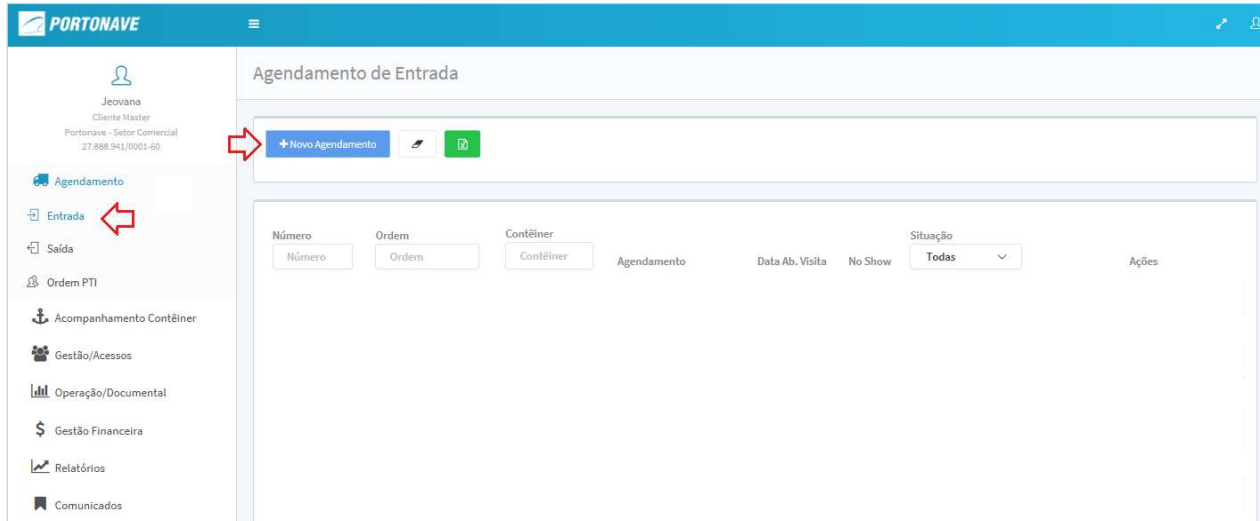 PORTONAVE
Agendamento de Entrada
Jeovana
Cliente Master
Portonave - Setor Comercial
27.888.941/0001-60
+Novo Agendamento
Agendamento
Entrada
Saída
Ordem PTI
Acompanhamento Contêiner
Gestão/Acessos
Operação/Documental
Gestão Financeira
Relatórios
Comunicados
Número Ordem Contêiner Situação
Número Ordem Contêiner Agendamento Data Ab. Visita No Show Todas Ações